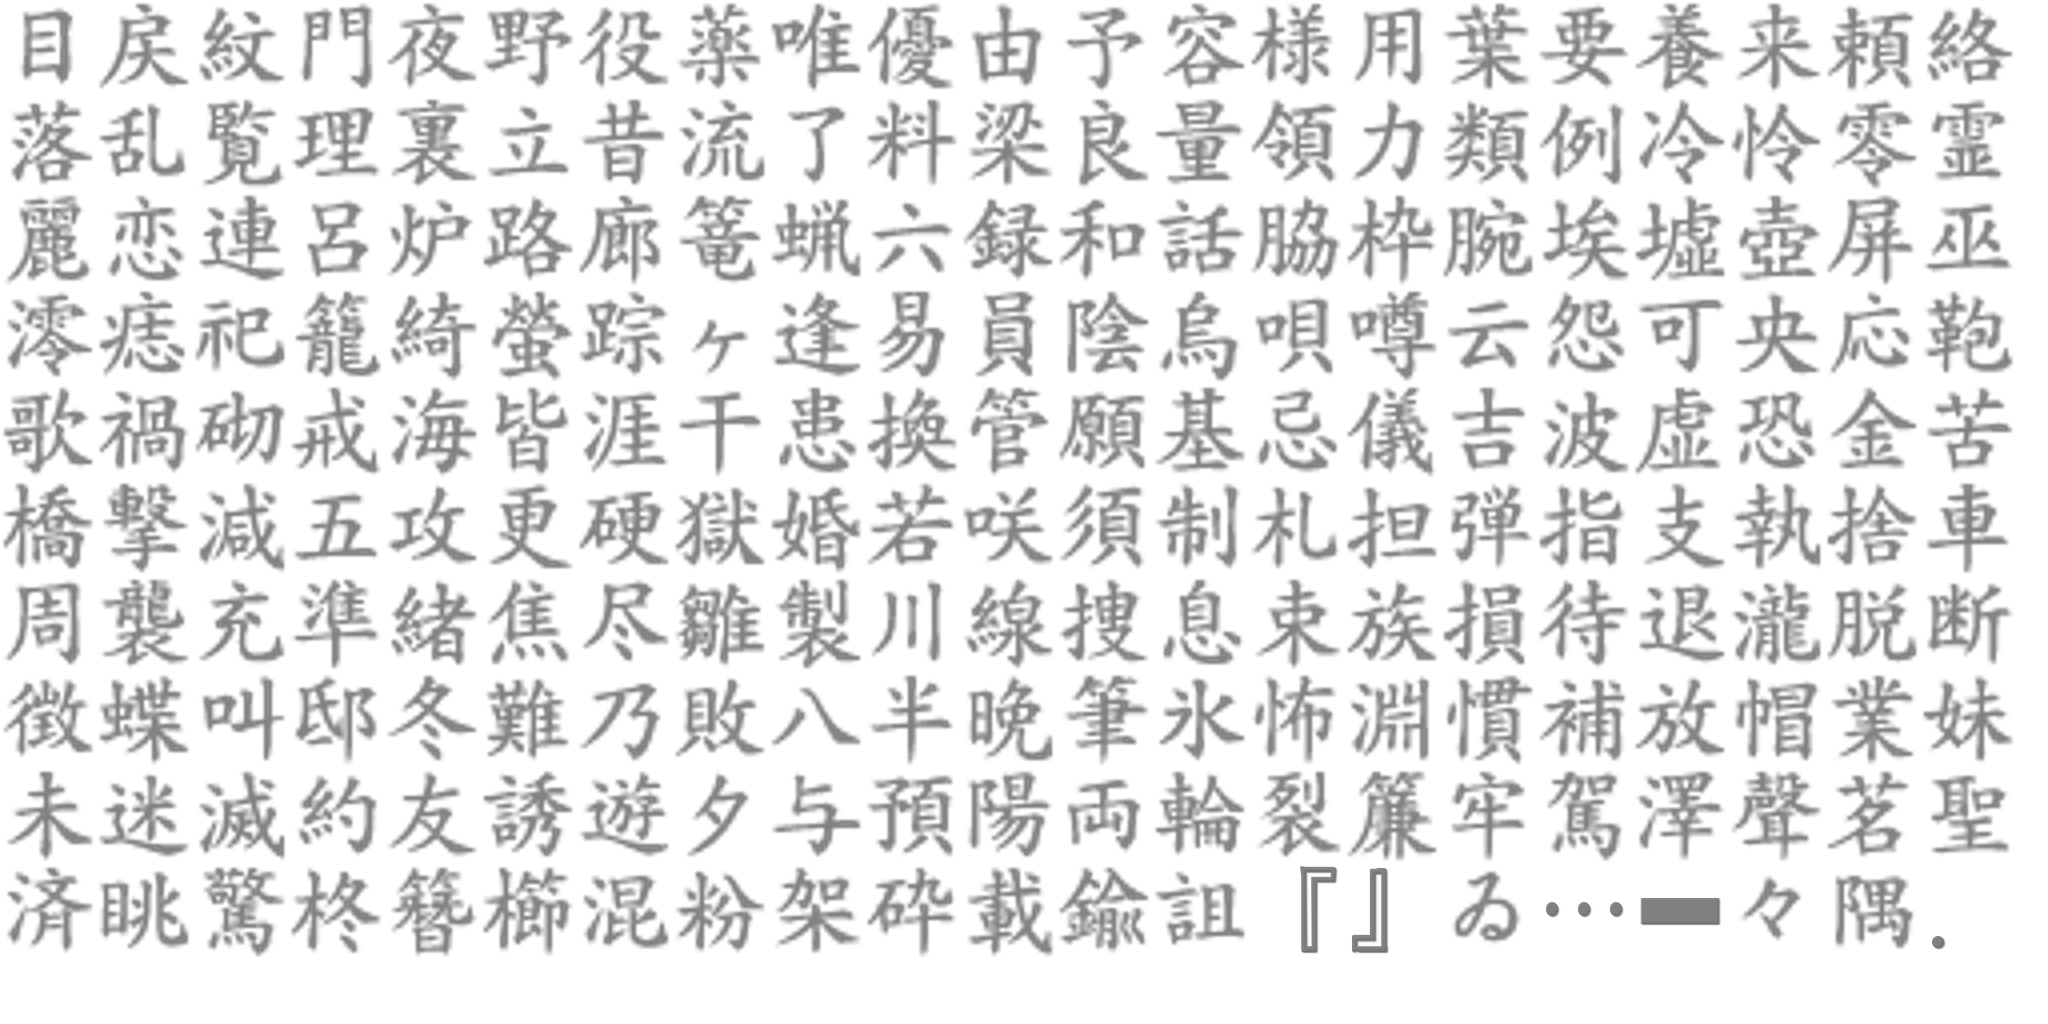 目戻紋門夜野役薬唯優由予容様用葉要養来頼絡
落乱覧理裏立昔流了料梁良量領力類例冷怜零霊
麗恋連呂炉路廊篭蝋六録和話脇枠腕埃墟壺屏巫
澪痣祀籠綺螢踪ヶ逢易員陰烏唄噂云怨可央応鞄
歌禍砌戒海皆涯干患換管願基忌儀吉波虚恐金苦
橋撃減五攻更硬獄婚若咲須制札担弾指支執捨車
周襲充準緒焦尽雛製川線捜息束族損待退瀧脱断
徴蝶叫邸冬難乃敗八半晩筆氷怖淵慣補放帽業妹
未迷滅約友誘遊夕与預陽両輪裂簾牢駕澤聲茗聖
済眺驚柊簪櫛混粉架砕載鍮詛『』ゐ…━々隅.